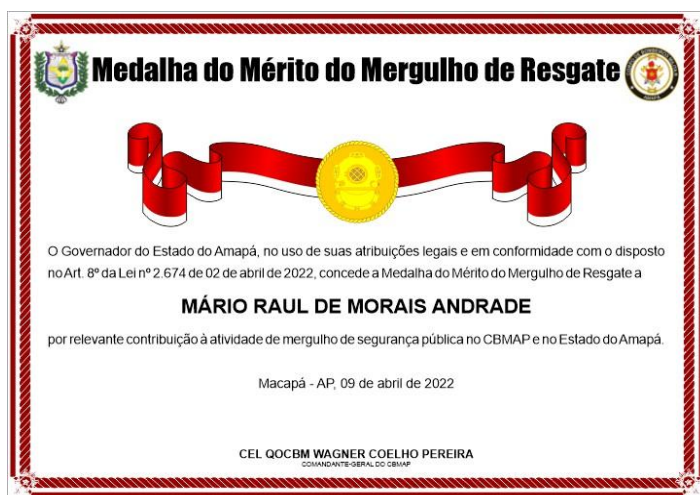 Medalha do Mérito do Mergulho de Resgate
O Governador do Estado do Amapá, no uso de suas atribuições legais e em conformidade com o disposto
no Art. 8º da Lei nº 2.674 de 02 de abril de 2022, concede a Medalha do Mérito do Mergulho de Resgate a
MÁRIO RAUL DE MORAIS ANDRADE
por relevante contribuição à atividade de mergulho de segurança pública no CBMAP e no Estado do Amapá.
Macapá - AP, 09 de abril de 2022
CEL QOCBM WAGNER COELHO PEREIRA
COMANDANTE-GERAL DO CBMAP